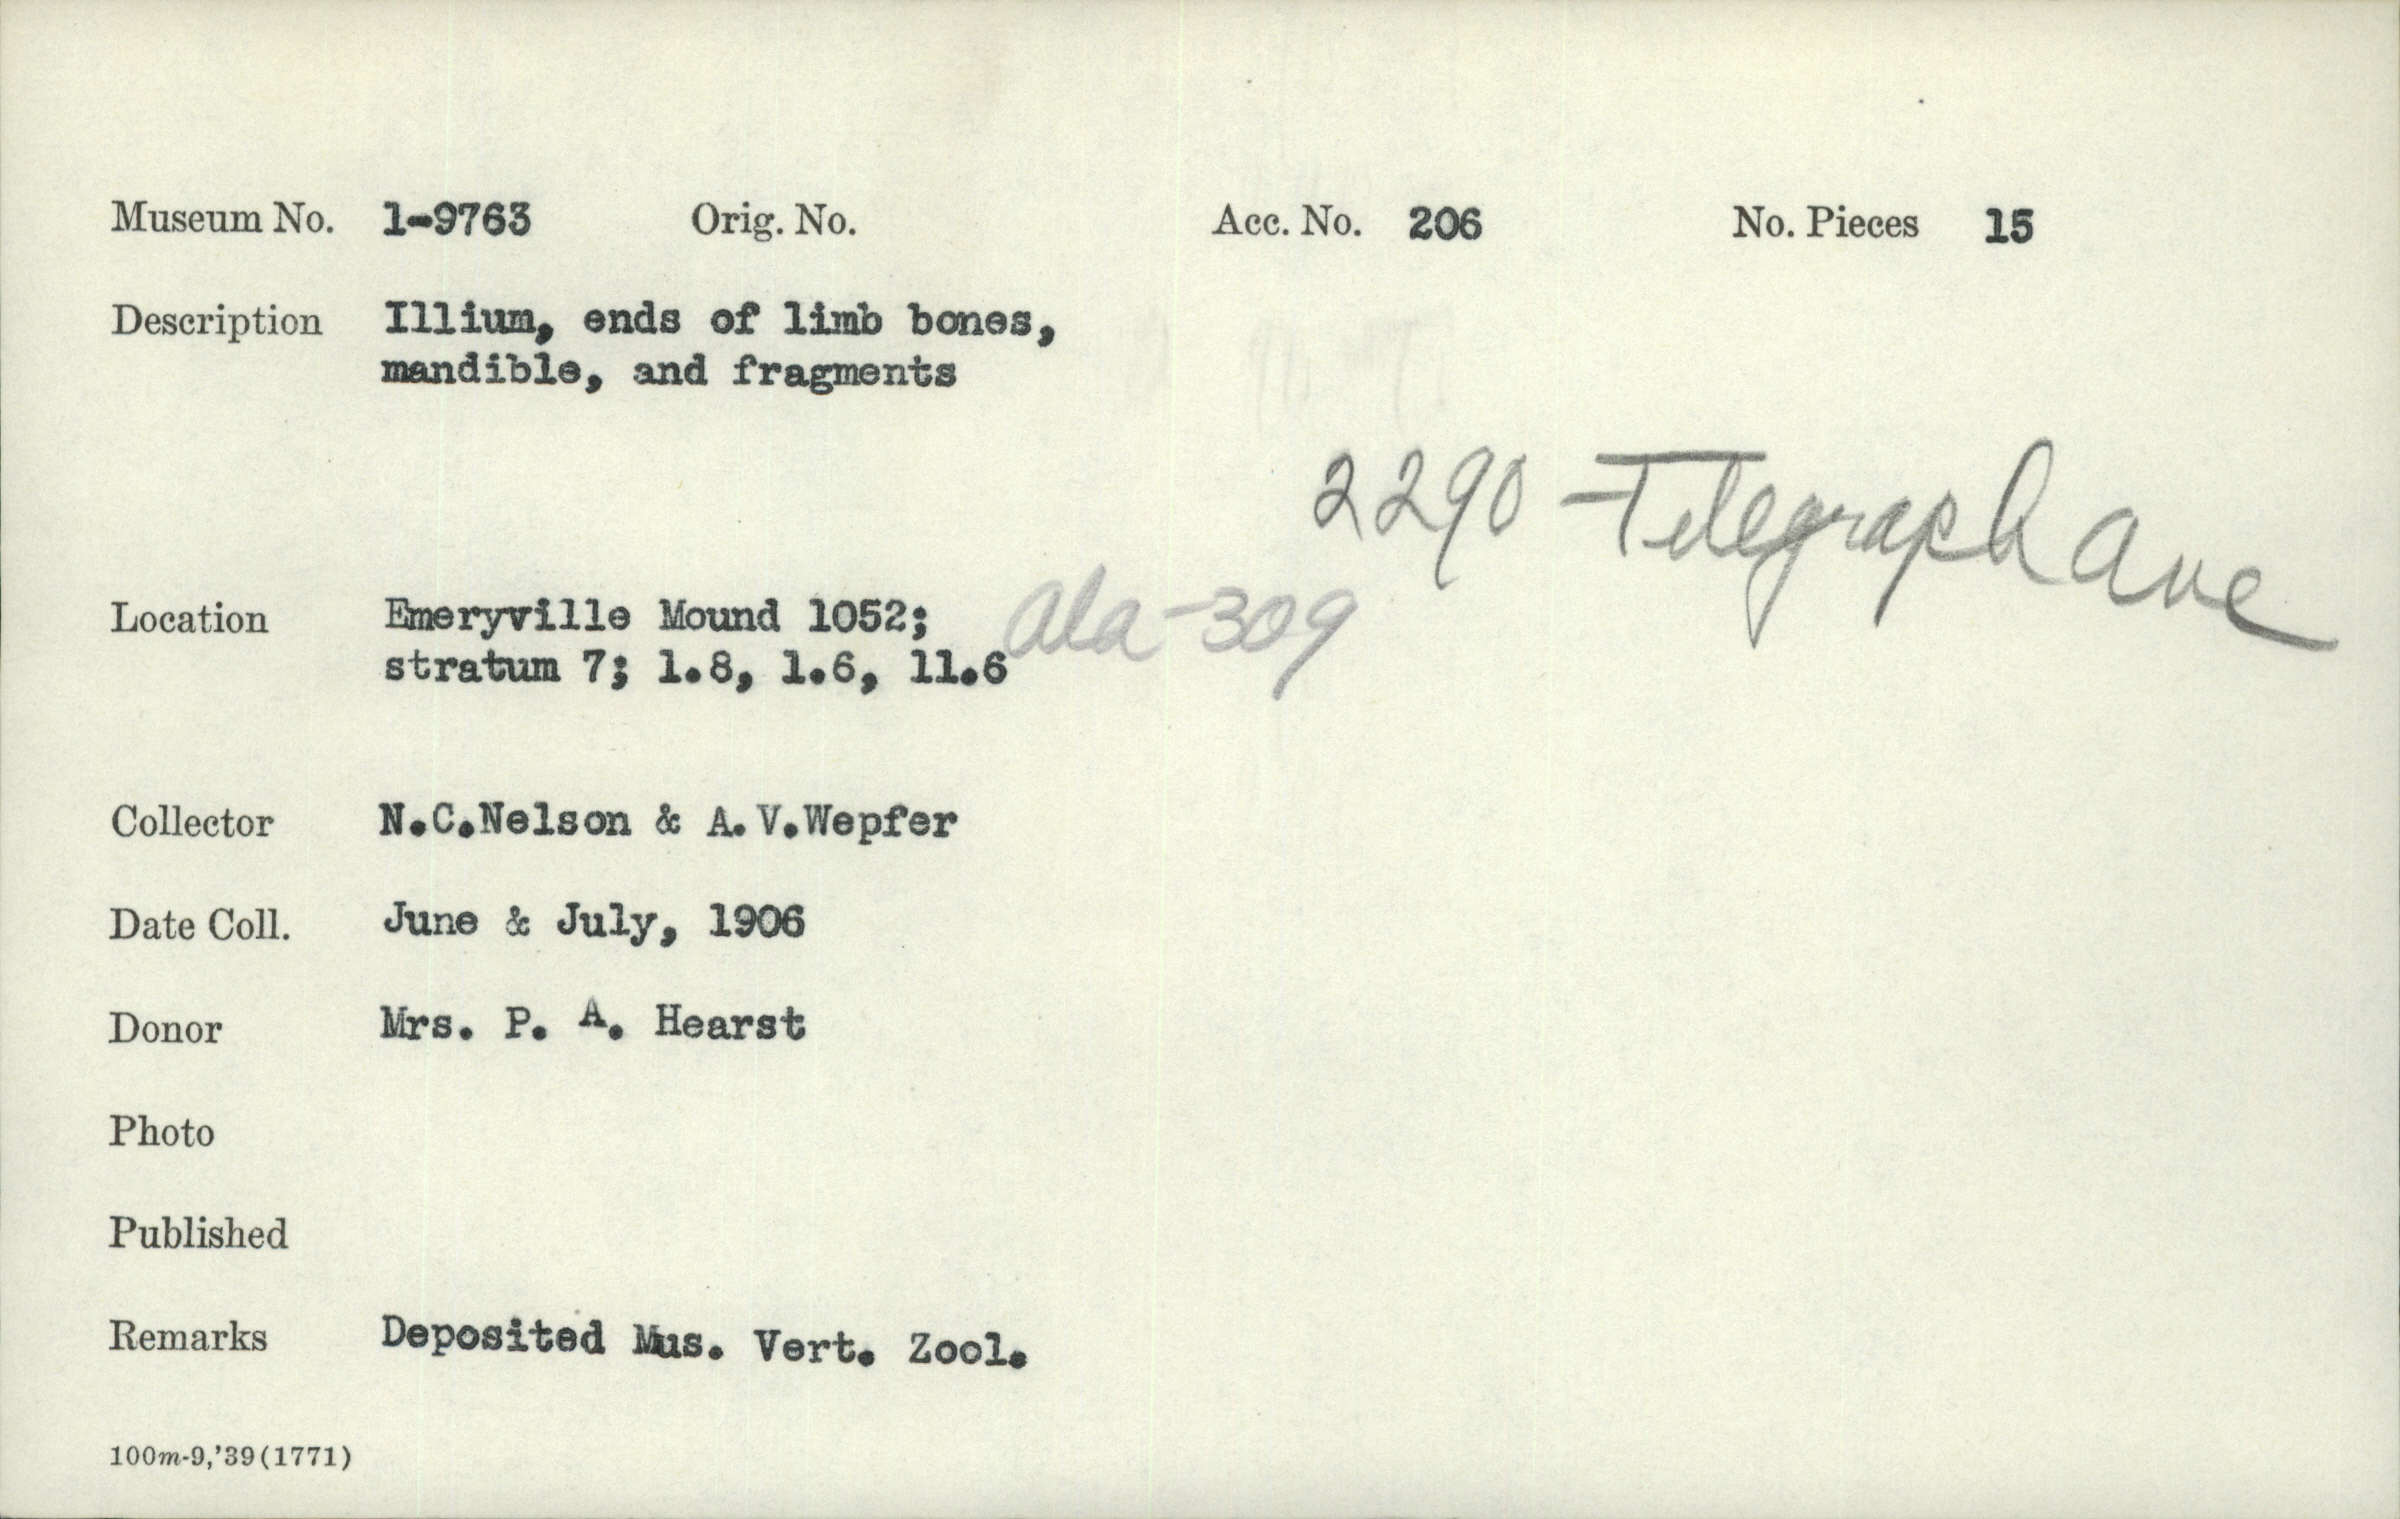 Museum No. 1-9763 Orig. No. Acc. No. 206 No. Pieces 15
Description Illium, ends of limb bones,
mandible, and fragments
2290 Telegraph Ave
Location Emeryville Mound 1052; Ala-309
stratum 7; 1.8, 1.6, 11.6
Collector N.C.Nelson & A.V.Wepfer
Date Coll. June & July, 1906
Donor Mrs. P. A. Hearst
Photo
Published
Remarks Deposited Mus. Vert. Zool.
100m-9,'39(1771)